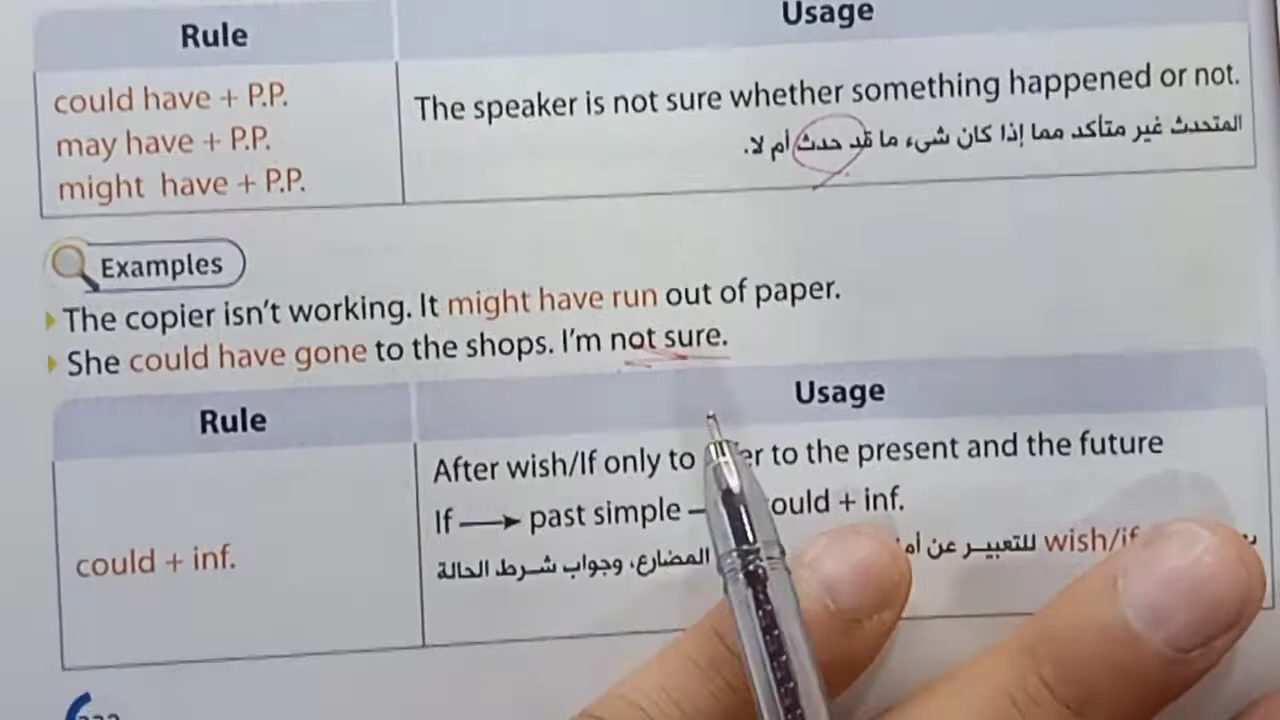 Rule
Usage
could have + P.P.
may have + P.P.
might have + P.P.
The speaker is not sure whether something happened or not.
المتحدث غير متأكد مما إذا كان شىء ما قد حدث أم لا.
Examples
The copier isn't working. It might have run out of paper.
She could have gone to the shops. I'm not sure.
Rule
Usage
could + inf.
After wish/If only to to the present and the future
If → past simple + inf.
wish/if للتعبير عن المضارع، وجواب شرط الحالة